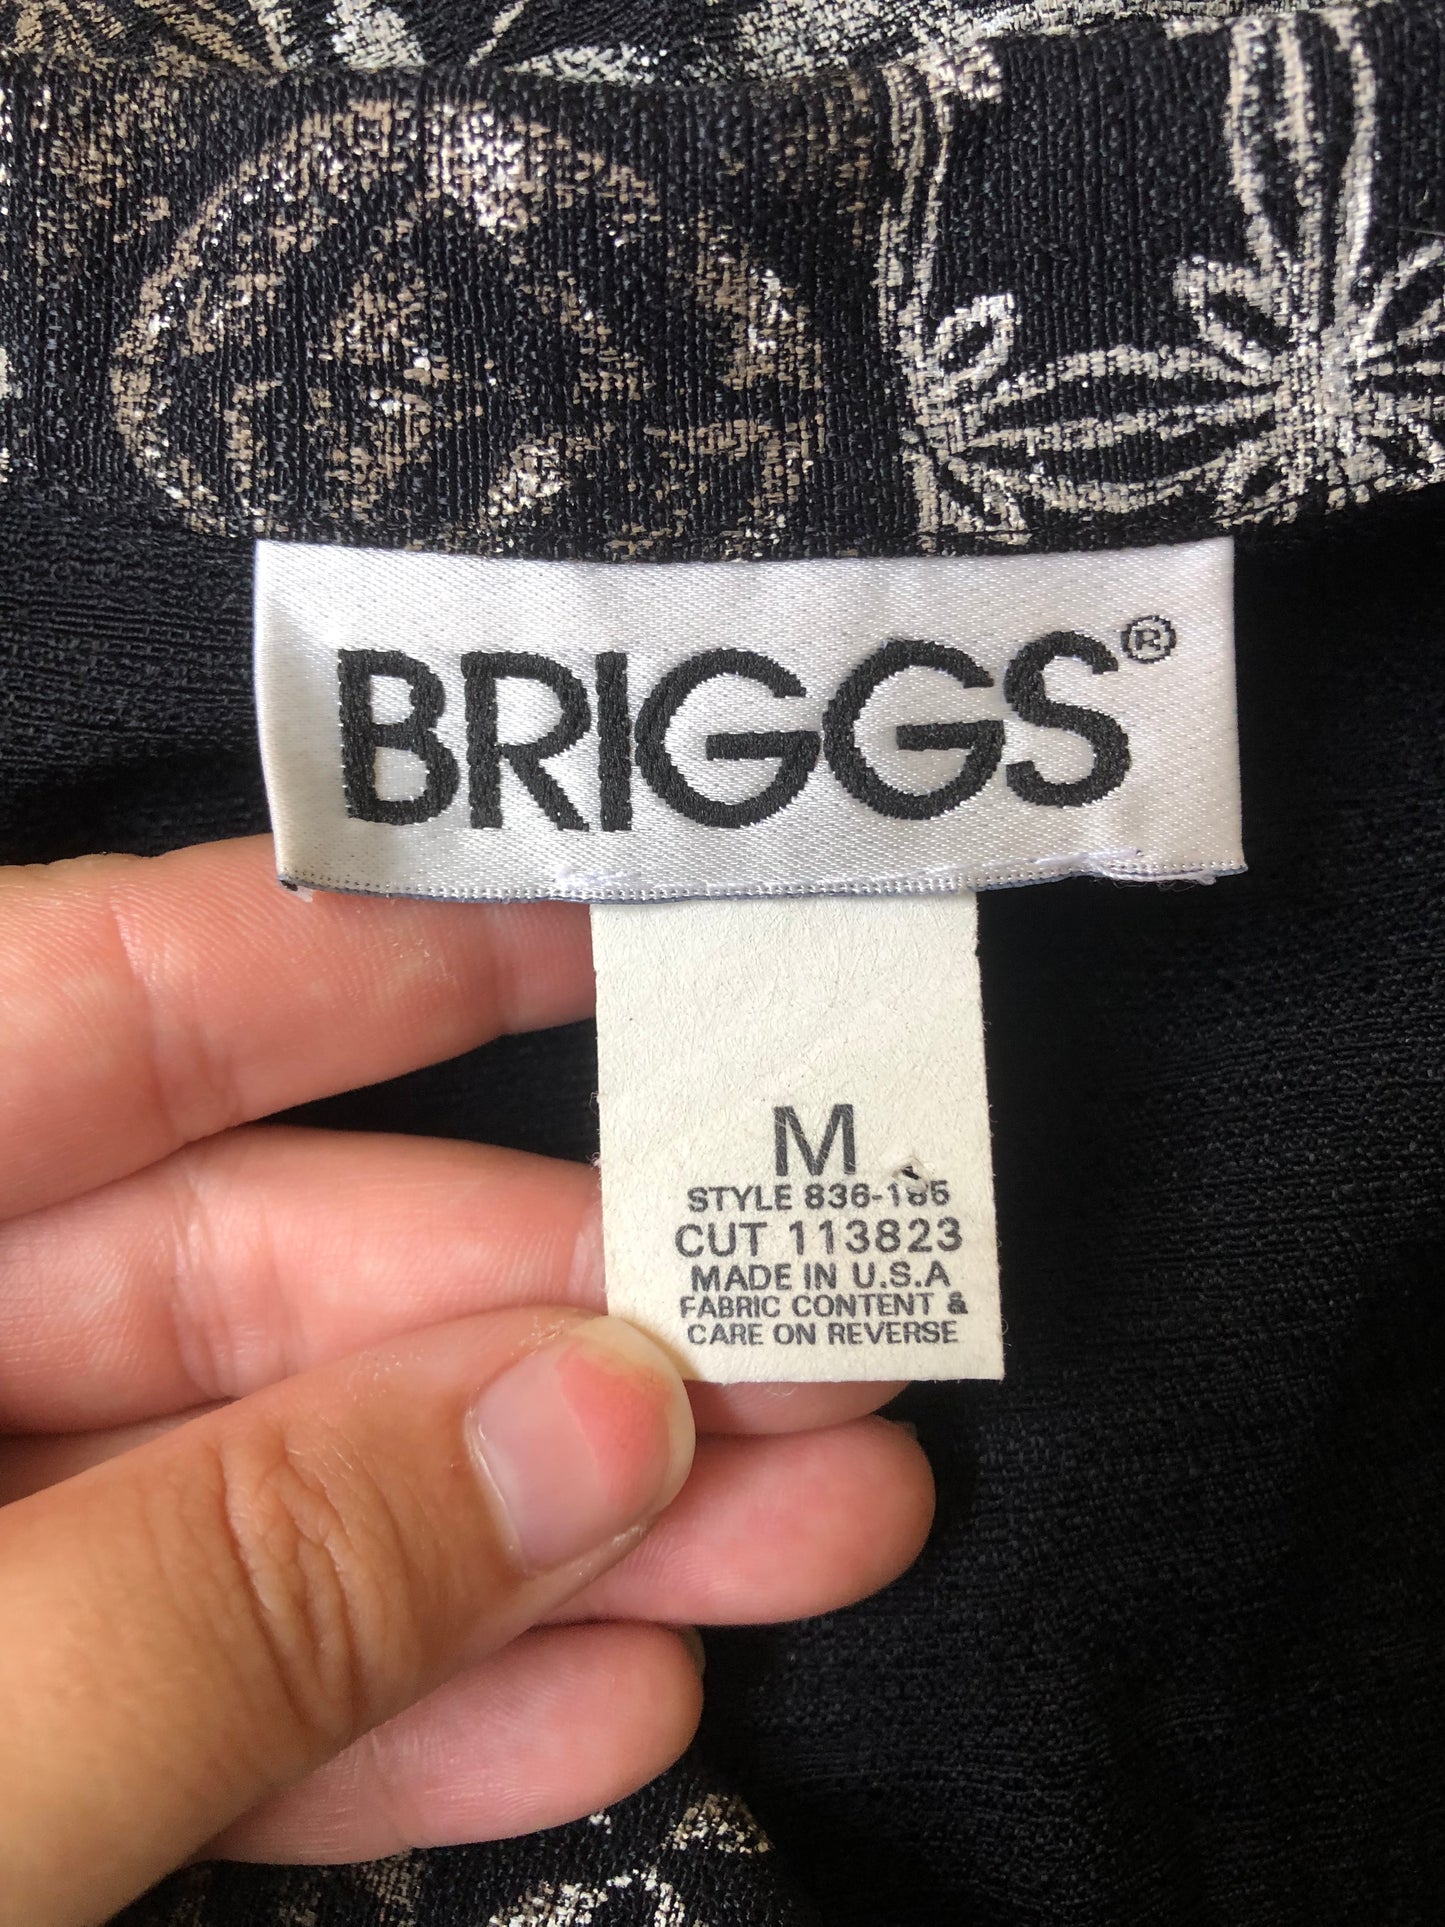 BRIGGS®
M
STYLE 836-185
CUT 113823
MADE IN U.S.A
FABRIC CONTENT &
CARE ON REVERSE